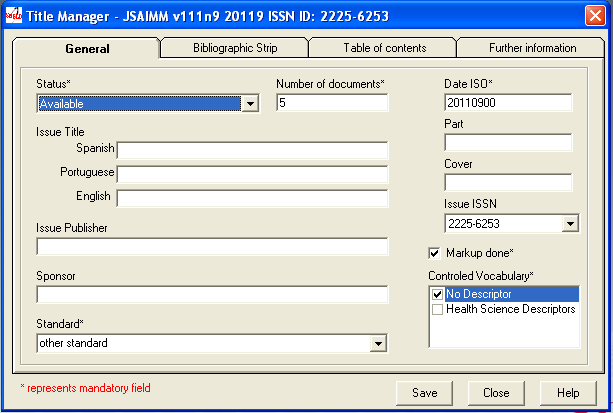 Title Manager - JSAIMM v111n9 20119 ISSN ID: 2225-6253
General
Bibliographic Strip
Table of contents
Further information
Status*
Number of documents*
Date ISO*
Available
5
20110900
Part
Issue Title
Spanish
Portuguese
English
Cover
Issue ISSN
2225-6253
Issue Publisher
Markup done*
Sponsor
Controled Vocabulary*
No Descriptor
Health Science Descriptors
Standard*
other standard
* represents mandatory field
Save
Close
Help